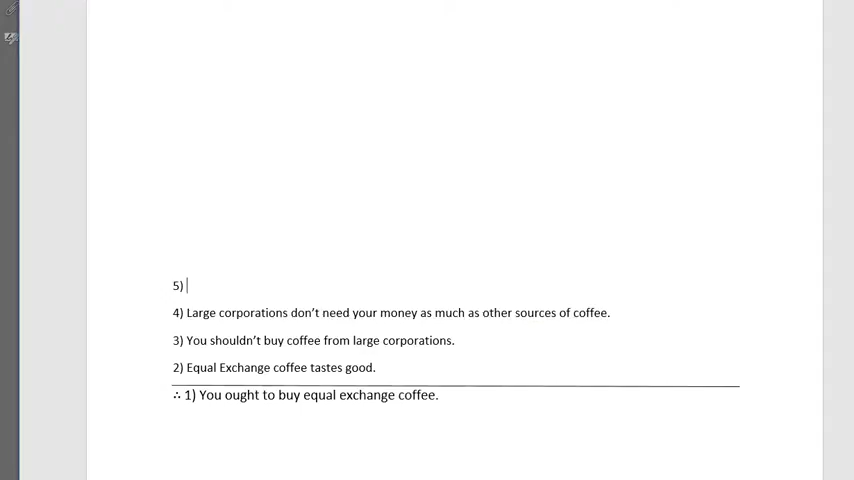 5)
4) Large corporations don’t need your money as much as other sources of coffee.
3) You shouldn’t buy coffee from large corporations.
2) Equal Exchange coffee tastes good.
∴ 1) You ought to buy equal exchange coffee.